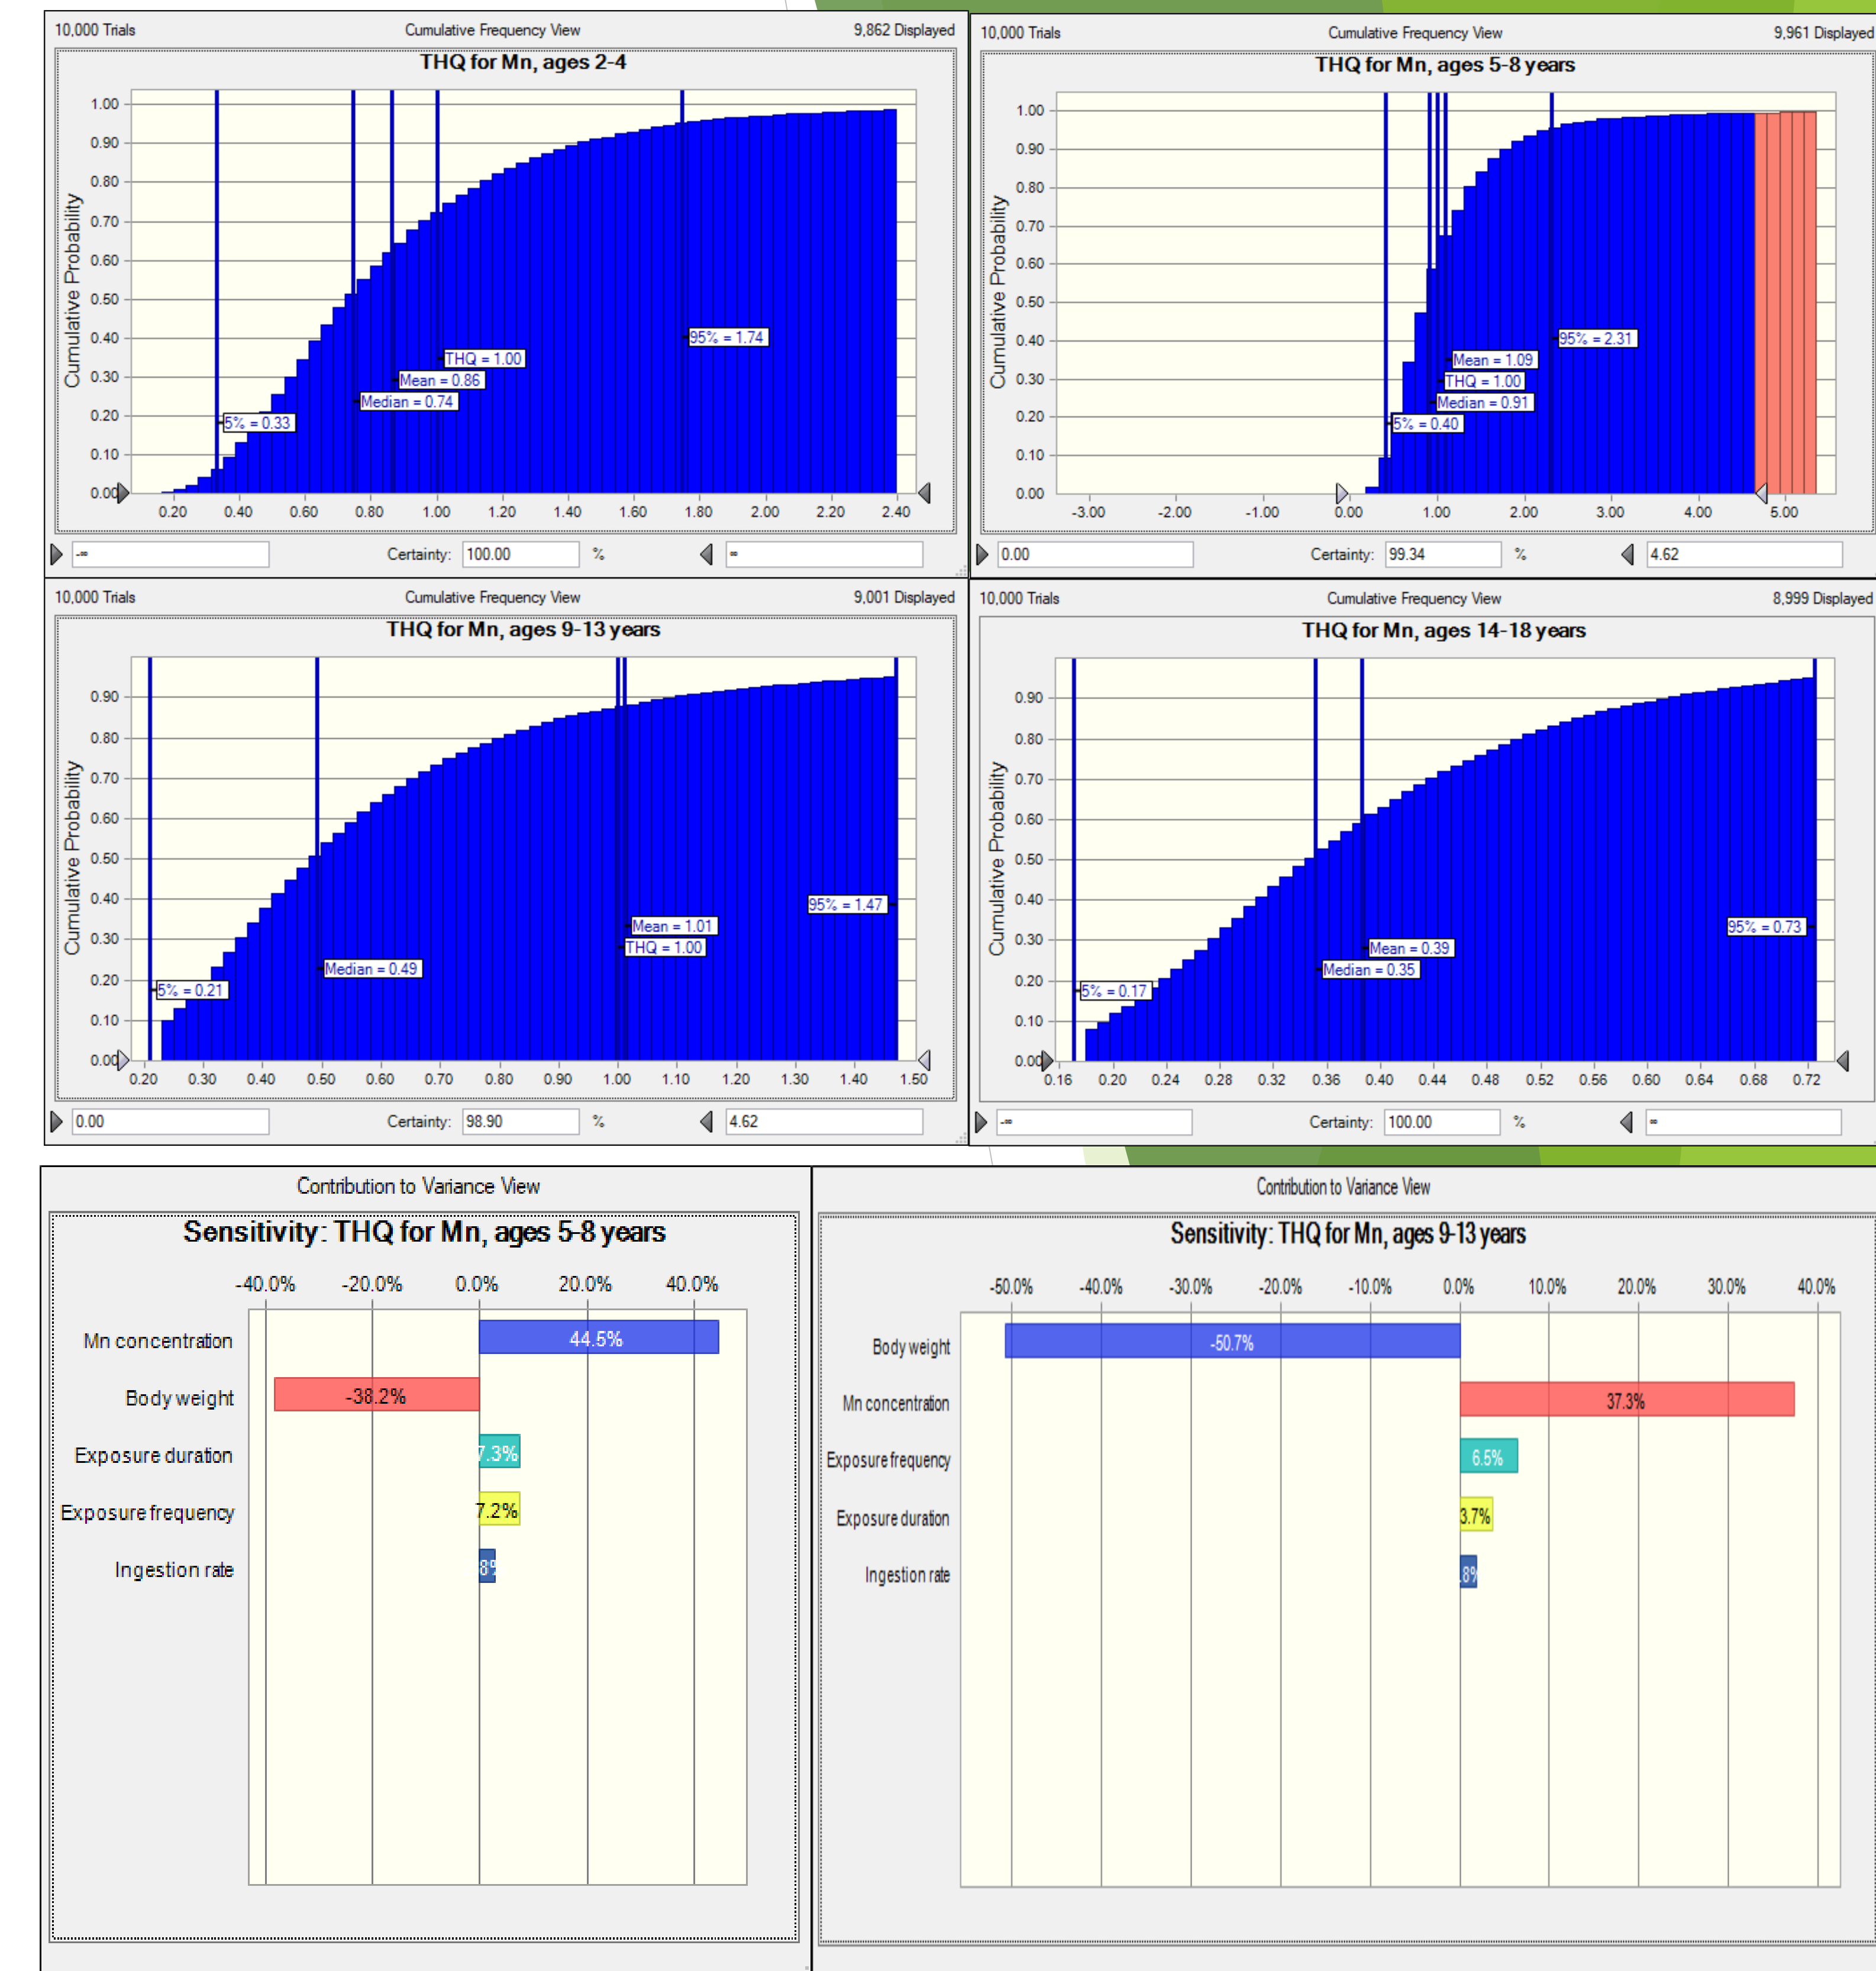 10,000 Trials Cumulative Frequency View 9,862 Displayed
THQ for Mn, ages 2-4
Cumulative Probability
1.00
0.90
0.80
0.70
0.60
0.50
0.40
0.30
0.20
0.10
0.00
95% = 1.74
THQ = 1.00
Mean = 0.86
Median = 0.74
5% = 0.33
0.20 0.40 0.60 0.80 1.00 1.20 1.40 1.60 1.80 2.00 2.20 2.40
-∞ Certainty: 100.00 % ∞
10,000 Trials Cumulative Frequency View 9,961 Displayed
THQ for Mn, ages 5-8 years
Cumulative Probability
1.00
0.90
0.80
0.70
0.60
0.50
0.40
0.30
0.20
0.10
0.00
95% = 2.31
Mean = 1.09
THQ = 1.00
Median = 0.91
5% = 0.40
-3.00 -2.00 -1.00 0.00 1.00 2.00 3.00 4.00 5.00
0.00 Certainty: 99.34 % 4.62
10,000 Trials Cumulative Frequency View 9,001 Displayed
THQ for Mn, ages 9-13 years
Cumulative Probability
0.90
0.80
0.70
0.60
0.50
0.40
0.30
0.20
0.10
0.00
95% = 1.47
Mean = 1.01
THQ = 1.00
Median = 0.49
5% = 0.21
0.20 0.30 0.40 0.50 0.60 0.70 0.80 0.90 1.00 1.10 1.20 1.30 1.40 1.50
0.00 Certainty: 98.90 % 4.62
10,000 Trials Cumulative Frequency View 8,999 Displayed
THQ for Mn, ages 14-18 years
Cumulative Probability
0.90
0.80
0.70
0.60
0.50
0.40
0.30
0.20
0.10
0.00
95% = 0.73
Mean = 0.39
Median = 0.35
5% = 0.17
0.16 0.20 0.24 0.28 0.32 0.36 0.40 0.44 0.48 0.52 0.56 0.60 0.64 0.68 0.72
-∞ Certainty: 100.00 % ∞
Contribution to Variance View
Sensitivity: THQ for Mn, ages 5-8 years
-40.0% -20.0% 0.0% 20.0% 40.0%
Mn concentration 44.5%
Body weight -38.2%
Exposure duration 7.3%
Exposure frequency 7.2%
Ingestion rate
Contribution to Variance View
Sensitivity: THQ for Mn, ages 9-13 years
-50.0% -40.0% -30.0% -20.0% -10.0% 0.0% 10.0% 20.0% 30.0% 40.0%
Body weight -50.7%
Mn concentration 37.3%
Exposure frequency 6.5%
Exposure duration 3.7%
Ingestion rate